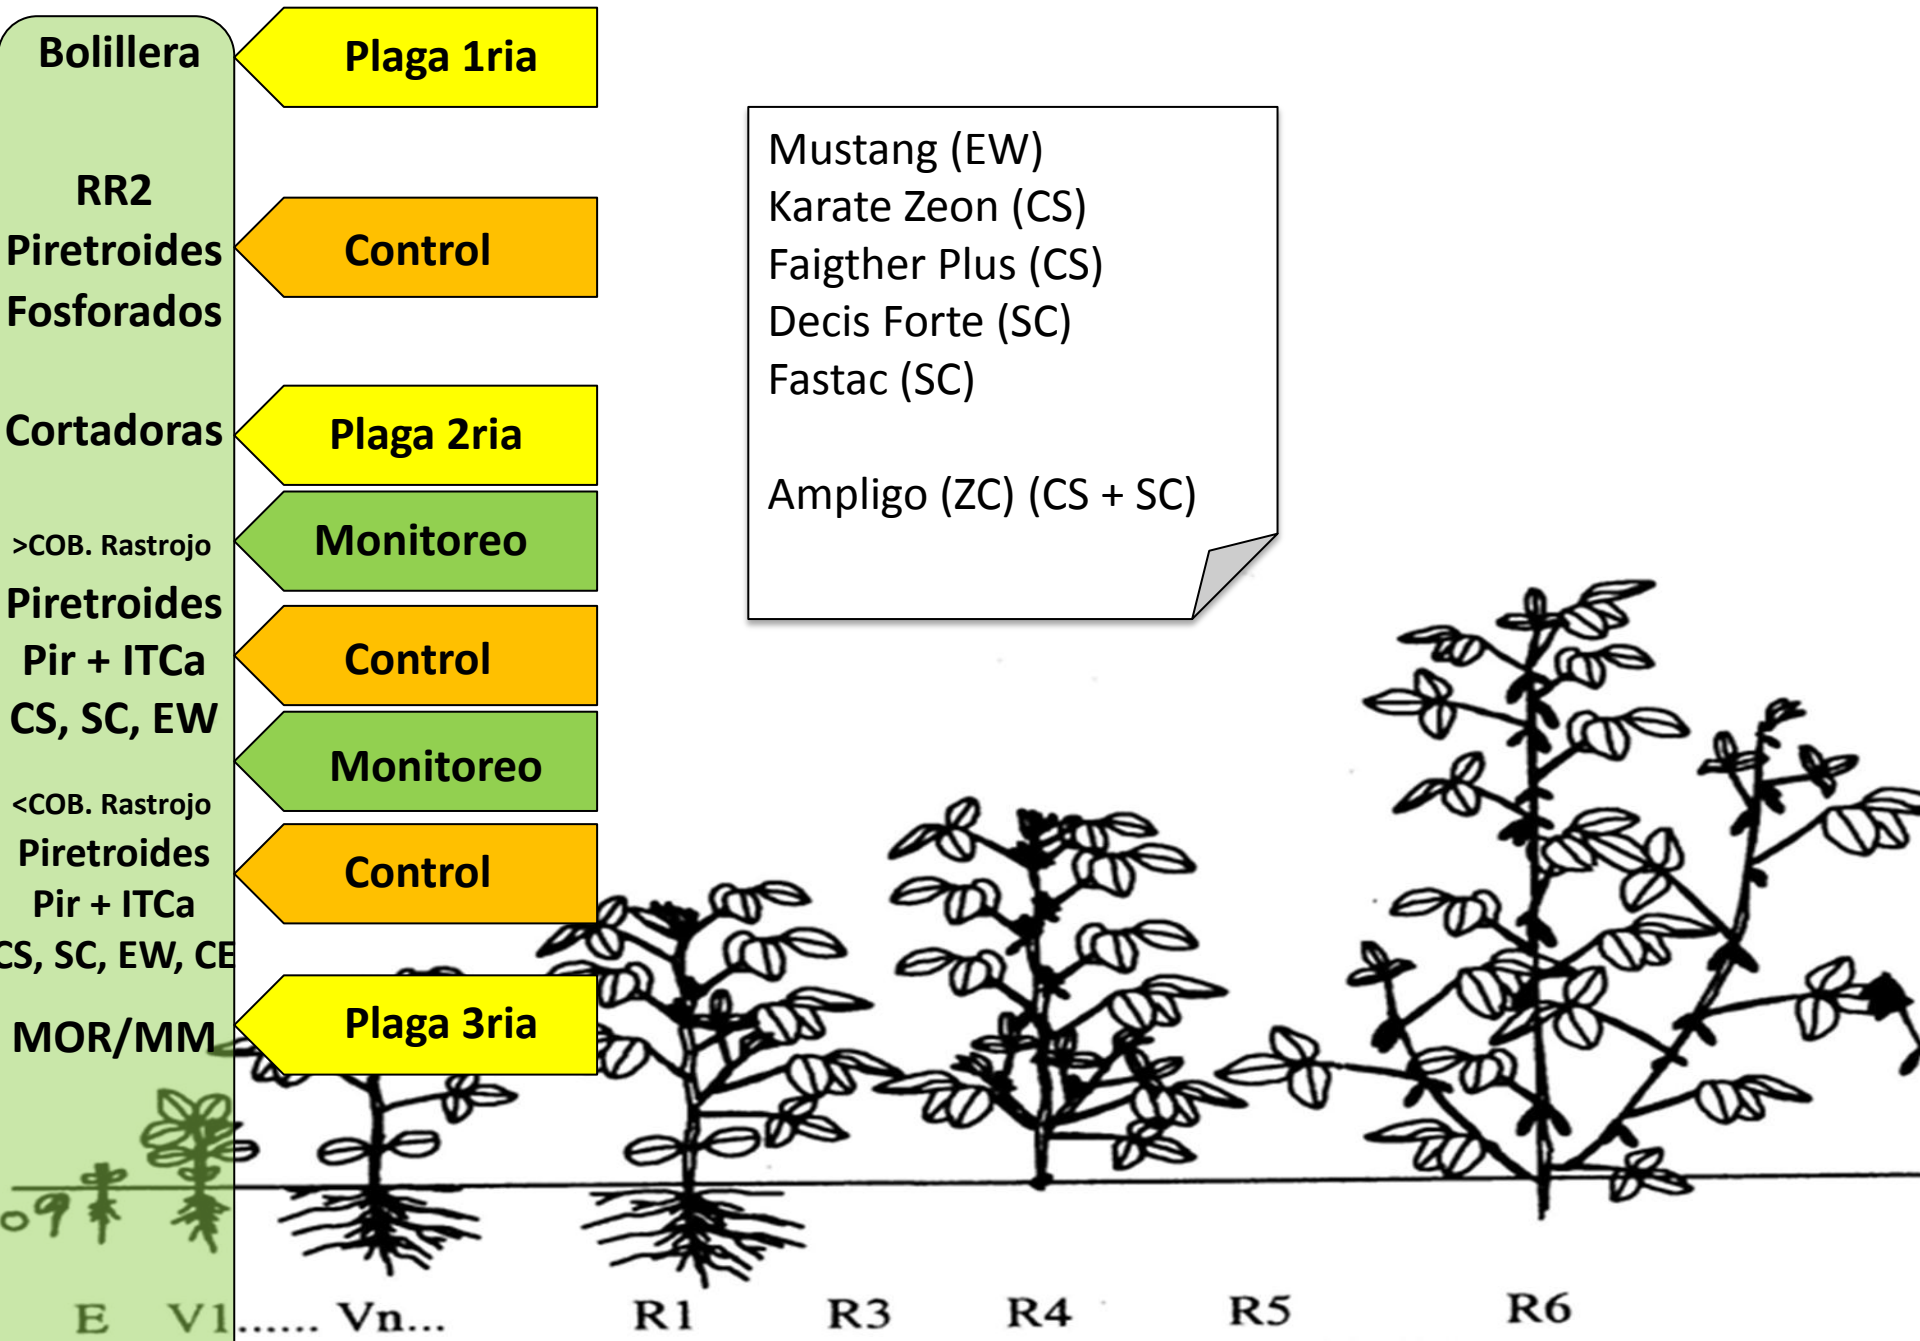 Bolillera
Plaga 1ria
RR2
Piretroides
Fosforados
Control
Cortadoras
Plaga 2ria
>COB. Rastrojo
Monitoreo
Piretroides
Pir + ITCa
CS, SC, EW
Control
Monitoreo
<COB. Rastrojo
Piretroides
Pir + ITCa
CS, SC, EW, CE
Control
MOR/MM
Plaga 3ria
Mustang (EW)
Karate Zeon (CS)
Faigther Plus (CS)
Decis Forte (SC)
Fastac (SC)
Ampligo (ZC) (CS + SC)
E V1...... Vn... R1 R3 R4 R5 R6